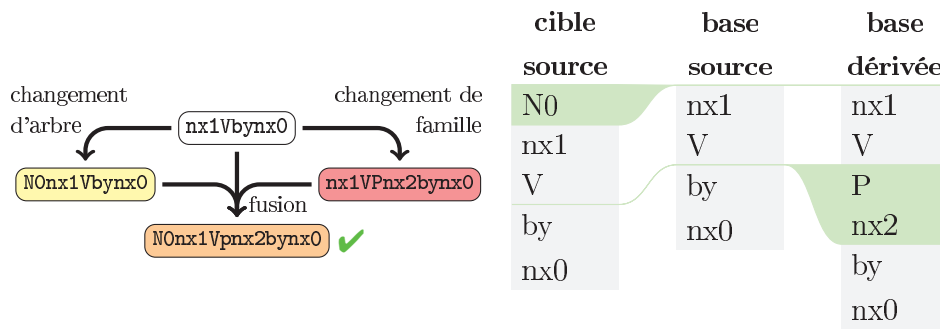 changement
d'arbre
changement de
famille
nx1Vbynx0
N0nx1Vbynx0
nx1VPnx2bynx0
fusion
N0nx1Vpnx2bynx0
cible
source
N0
nx1
V
by
nx0
base
source
nx1
V
by
nx0
base
dérivée
nx1
V
P
nx2
by
nx0